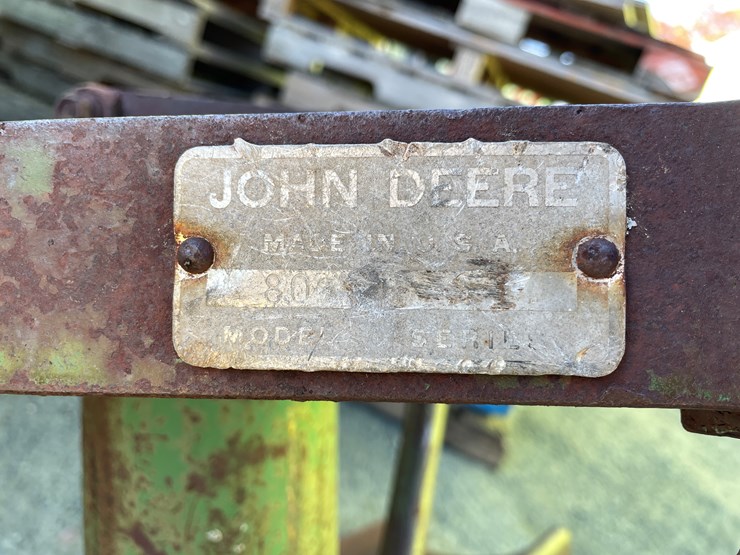 JOHN DEERE
MADE IN U.S.A.
MODEL SERIAL